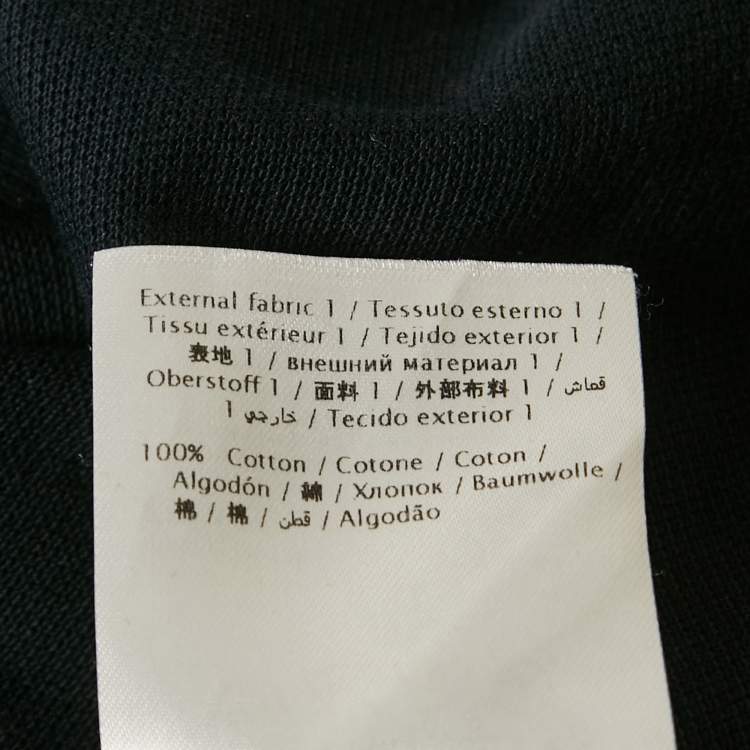 External fabric 1 / Tessuto esterno 1 /
Tissu extérieur 1 / Tejido exterior 1 /
表地 1 / внешний материал 1 /
Oberstoff 1 / 面料 1 / 外部布料 1 / قماش
خارجي 1 / Tecido exterior 1
100% Cotton / Cotone / Coton /
Algodón / 綿 / Хлопок / Baumwolle /
棉 / 棉 / قطن / Algodão